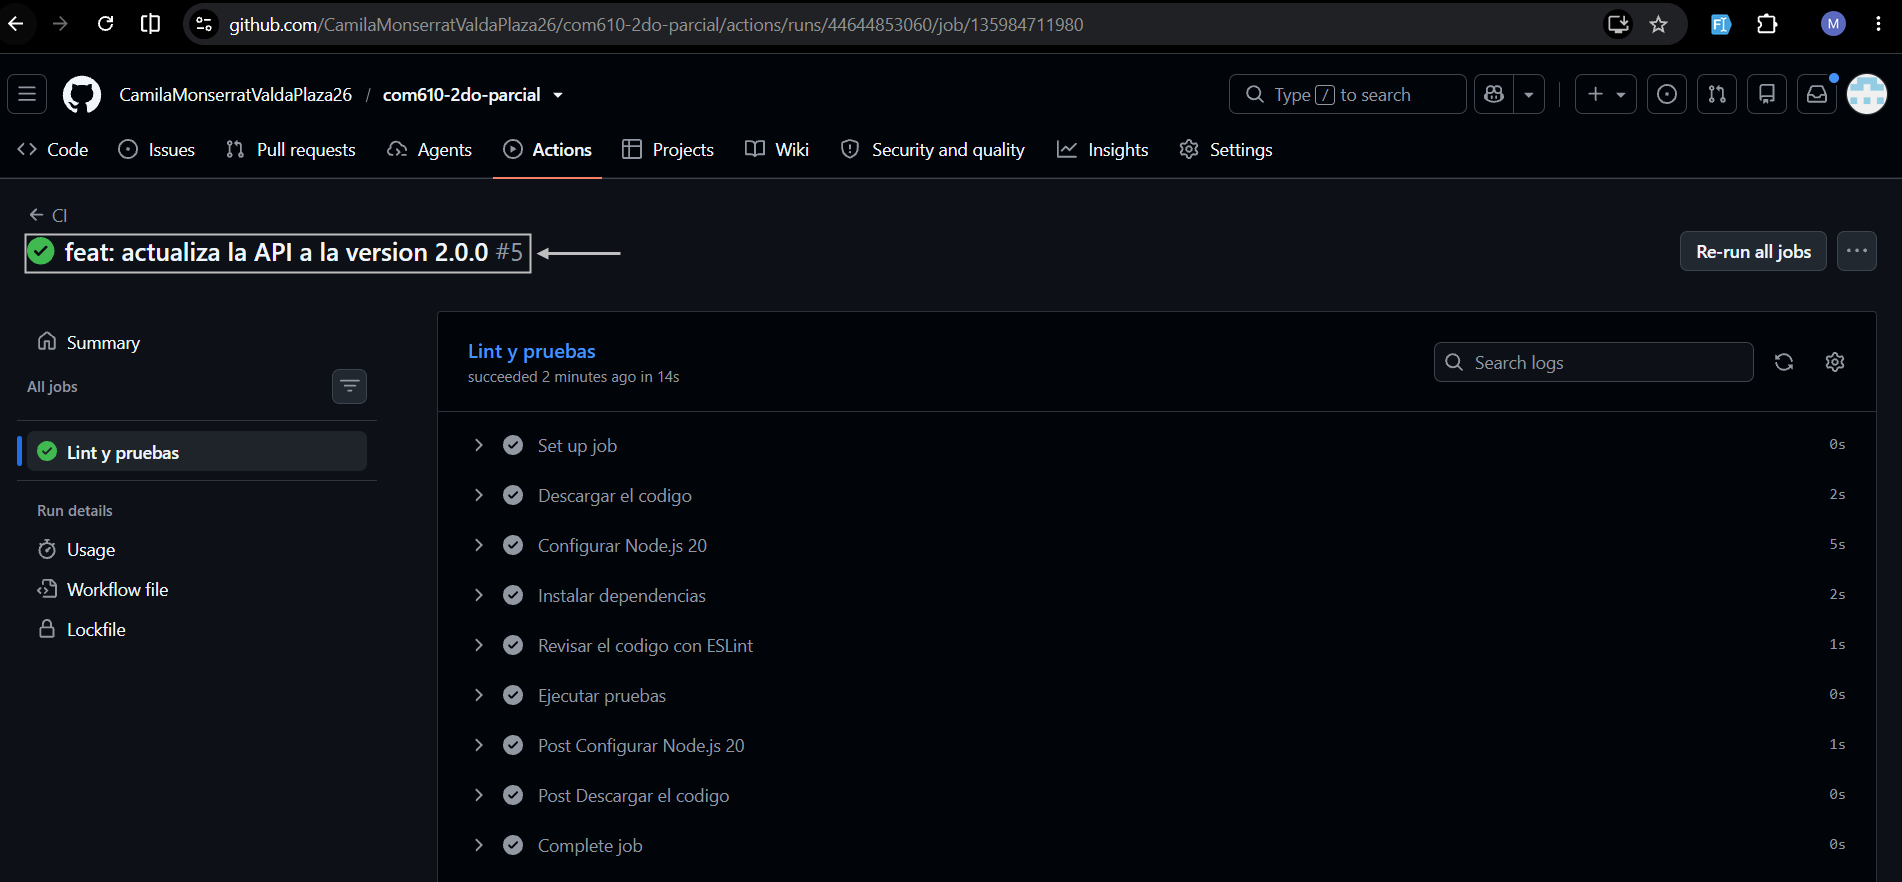 github.com/CamilaMonserratValdaPlaza26/com610-2do-parcial/actions/runs/44644853060/job/135984711980
M
CamilaMonserratValdaPlaza26 / com610-2do-parcial
Type / to search
Code
Issues
Pull requests
Agents
Actions
Projects
Wiki
Security and quality
Insights
Settings
CI
feat: actualiza la API a la version 2.0.0 #5
Re-run all jobs
Summary
All jobs
Lint y pruebas
Run details
Usage
Workflow file
Lockfile
Lint y pruebas
succeeded 2 minutes ago in 14s
Search logs
Set up job 0s
Descargar el codigo 2s
Configurar Node.js 20 5s
Instalar dependencias 2s
Revisar el codigo con ESLint 1s
Ejecutar pruebas 0s
Post Configurar Node.js 20 1s
Post Descargar el codigo 0s
Complete job 0s